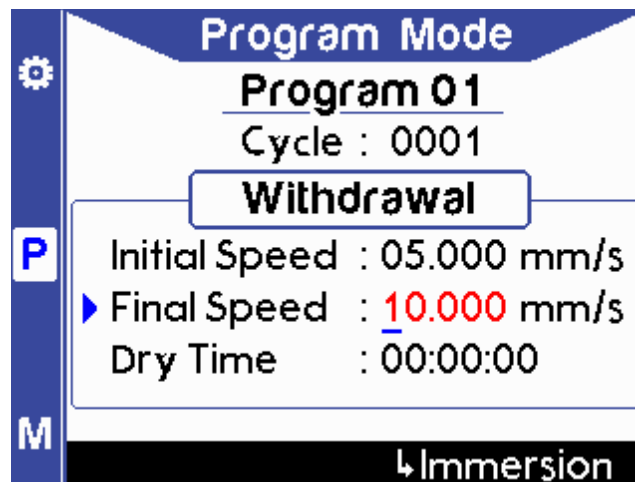 Program Mode
Program 01
Cycle : 0001
Withdrawal
P
Initial Speed : 05.000 mm/s
Final Speed : 10.000 mm/s
Dry Time : 00:00:00
M
↳Immersion